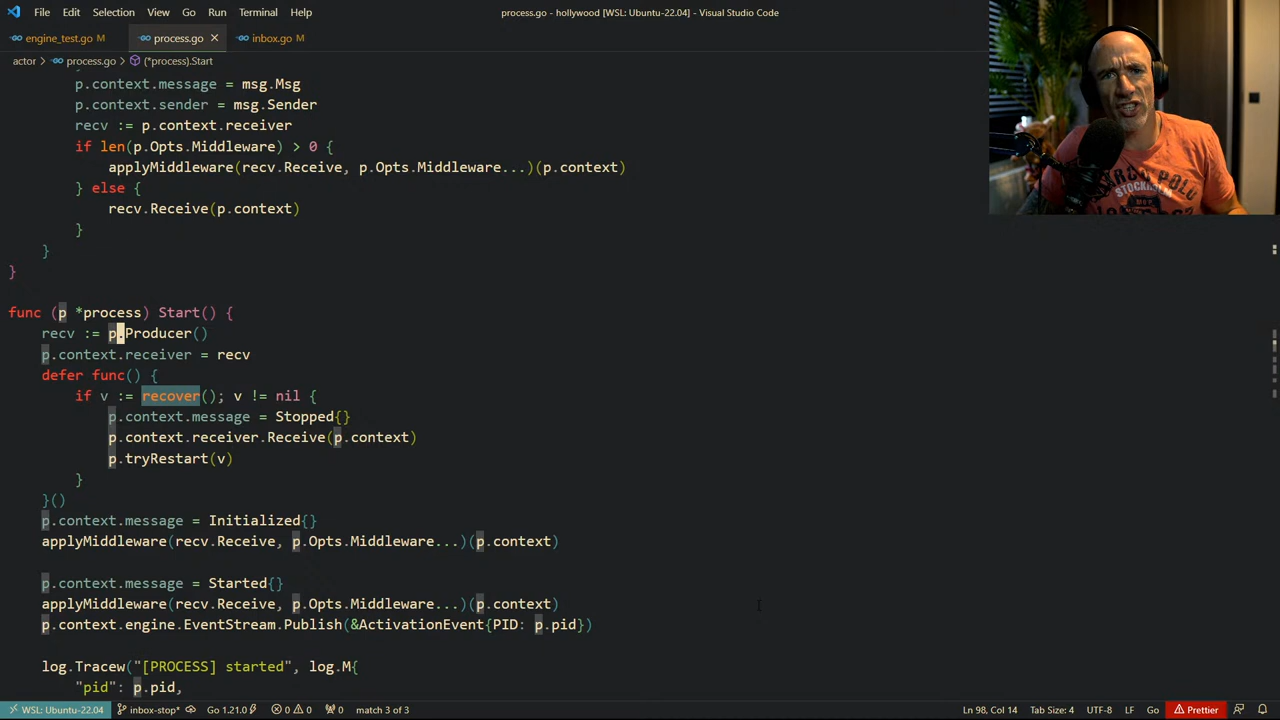 File Edit Selection View Go Run Terminal Help
process.go - hollywood [WSL: Ubuntu-22.04] - Visual Studio Code
engine_test.go M process.go inbox.go M
actor > process.go > (*process).Start
p.context.message = msg.Msg
p.context.sender = msg.Sender
recv := p.context.receiver
if len(p.Opts.Middleware) > 0 {
applyMiddleware(recv.Receive, p.Opts.Middleware...)(p.context)
} else {
recv.Receive(p.context)
}
}
}
func (p *process) Start() {
recv := p.Producer()
p.context.receiver = recv
defer func() {
if v := recover(); v != nil {
p.context.message = Stopped{}
p.context.receiver.Receive(p.context)
p.tryRestart(v)
}
}()
p.context.message = Initialized{}
applyMiddleware(recv.Receive, p.Opts.Middleware...)(p.context)
p.context.message = Started{}
applyMiddleware(recv.Receive, p.Opts.Middleware...)(p.context)
p.context.engine.EventStream.Publish(&ActivationEvent{PID: p.pid})
log.Tracew("[PROCESS] started", log.M{
"pid": p.pid,
WSL: Ubuntu-22.04 inbox-stop* Go 1.21.0 0 0 0 match 3 of 3 Ln 98, Col 14 Tab Size: 4 UTF-8 LF Go Prettier
STOCKHOLM